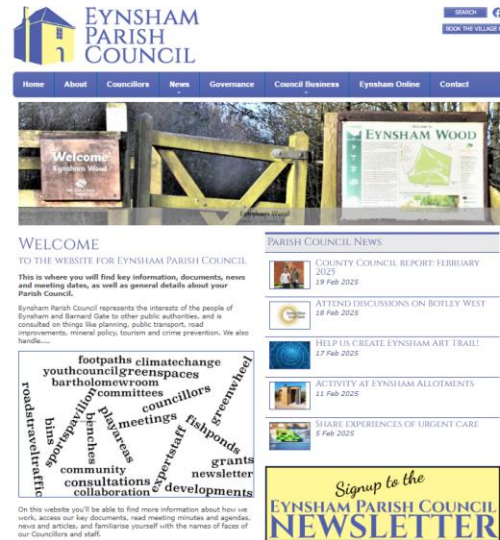 EYNSHAM
PARISH
COUNCIL
SEARCH
BOOK THE VILLAGE
Home About Councillors News Governance Council Business Eynsham Online Contact
Welcome
Eynsham Wood
EYNSHAM WOOD
Eynsham Wood
WELCOME
TO THE WEBSITE FOR EYNSHAM PARISH COUNCIL
This is where you will find key information, documents, news
and meeting dates, as well as general details about your
Parish Council.
Eynsham Parish Council represents the interests of the people of
Eynsham and Barnard Gate to other public authorities, and is
consulted on things like planning, public transport, road
improvements, mineral policy, tourism and crime prevention. We also
handle....
footpaths climatechange
youthcouncil greenspaces
bartholomewroom
committees
councillors
greenwheel
roadstraveltraffic
bins
sportspavilion
benches
playareas
meetings
fishponds
expertstaff
grants
community
newsletter
consultations
developments
collaboration
On this website you'll be able to find more information about how we
work, access our key documents, read meeting minutes and agendas,
news and articles, and familiarise yourself with the names of faces of
our Councillors and staff.
PARISH COUNCIL NEWS
COUNTY COUNCIL REPORT: FEBRUARY
2025
19 Feb 2025
ATTEND DISCUSSIONS ON BOTLEY WEST
18 Feb 2025
HELP US CREATE EYNSHAM ART TRAIL!
17 Feb 2025
ACTIVITY AT EYNSHAM ALLOTMENTS
11 Feb 2025
SHARE EXPERIENCES OF URGENT CARE
5 Feb 2025
Signup to the
EYNSHAM PARISH COUNCIL
NEWSLETTER